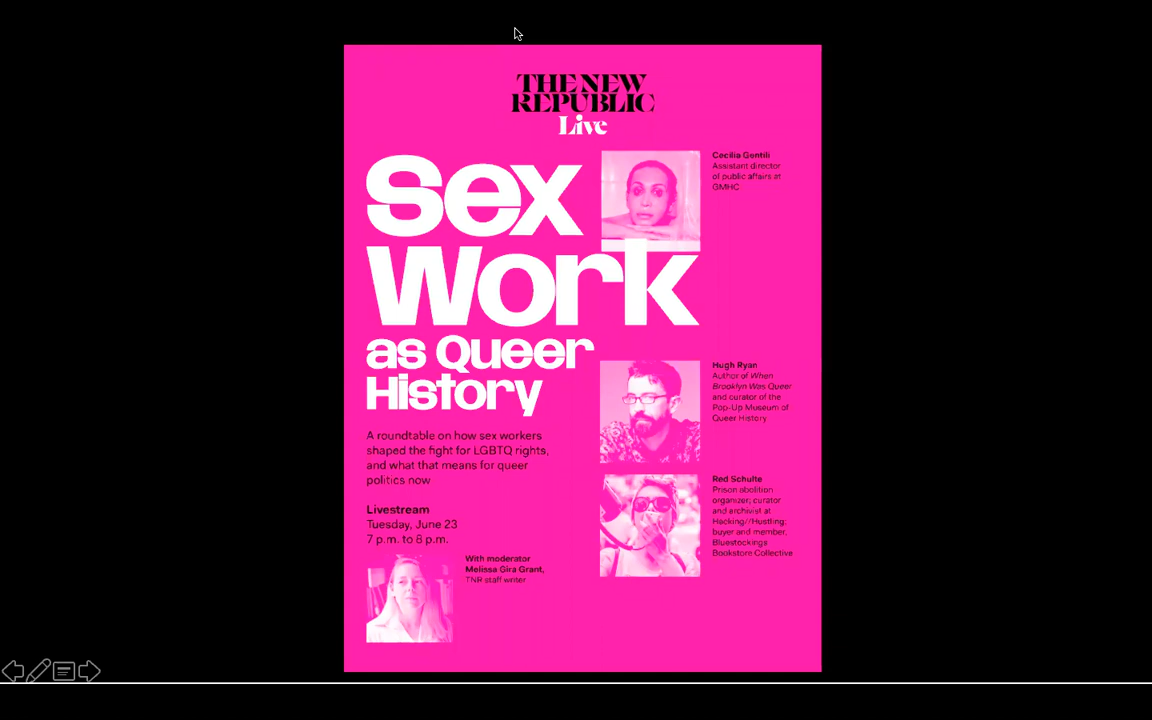 THE NEW
REPUBLIC
Live
Sex
Work
as Queer
History
A roundtable on how sex workers
shaped the fight for LGBTQ rights,
and what that means for queer
politics now
Livestream
Tuesday, June 23
7 p.m. to 8 p.m.
With moderator
Melissa Gira Grant,
TNR staff writer
Cecilia Gentili
Assistant director
of public affairs at
GMHC
Hugh Ryan
Author of When
Brooklyn Was Queer
and curator of the
Pop-Up Museum of
Queer History
Red Schulte
Prison abolition
organizer; curator
and archivist at
Hacking//Hustling;
buyer and member,
Bluestockings
Bookstore Collective